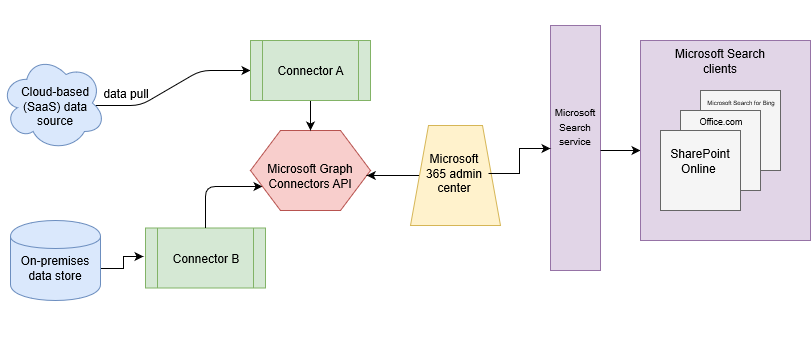 Cloud-based
(SaaS) data
source
data pull
Connector A
Microsoft Graph
Connectors API
On-premises
data store
Connector B
Microsoft
365 admin
center
Microsoft
Search
service
Microsoft Search
clients
Microsoft Search for Bing
Office.com
SharePoint
Online